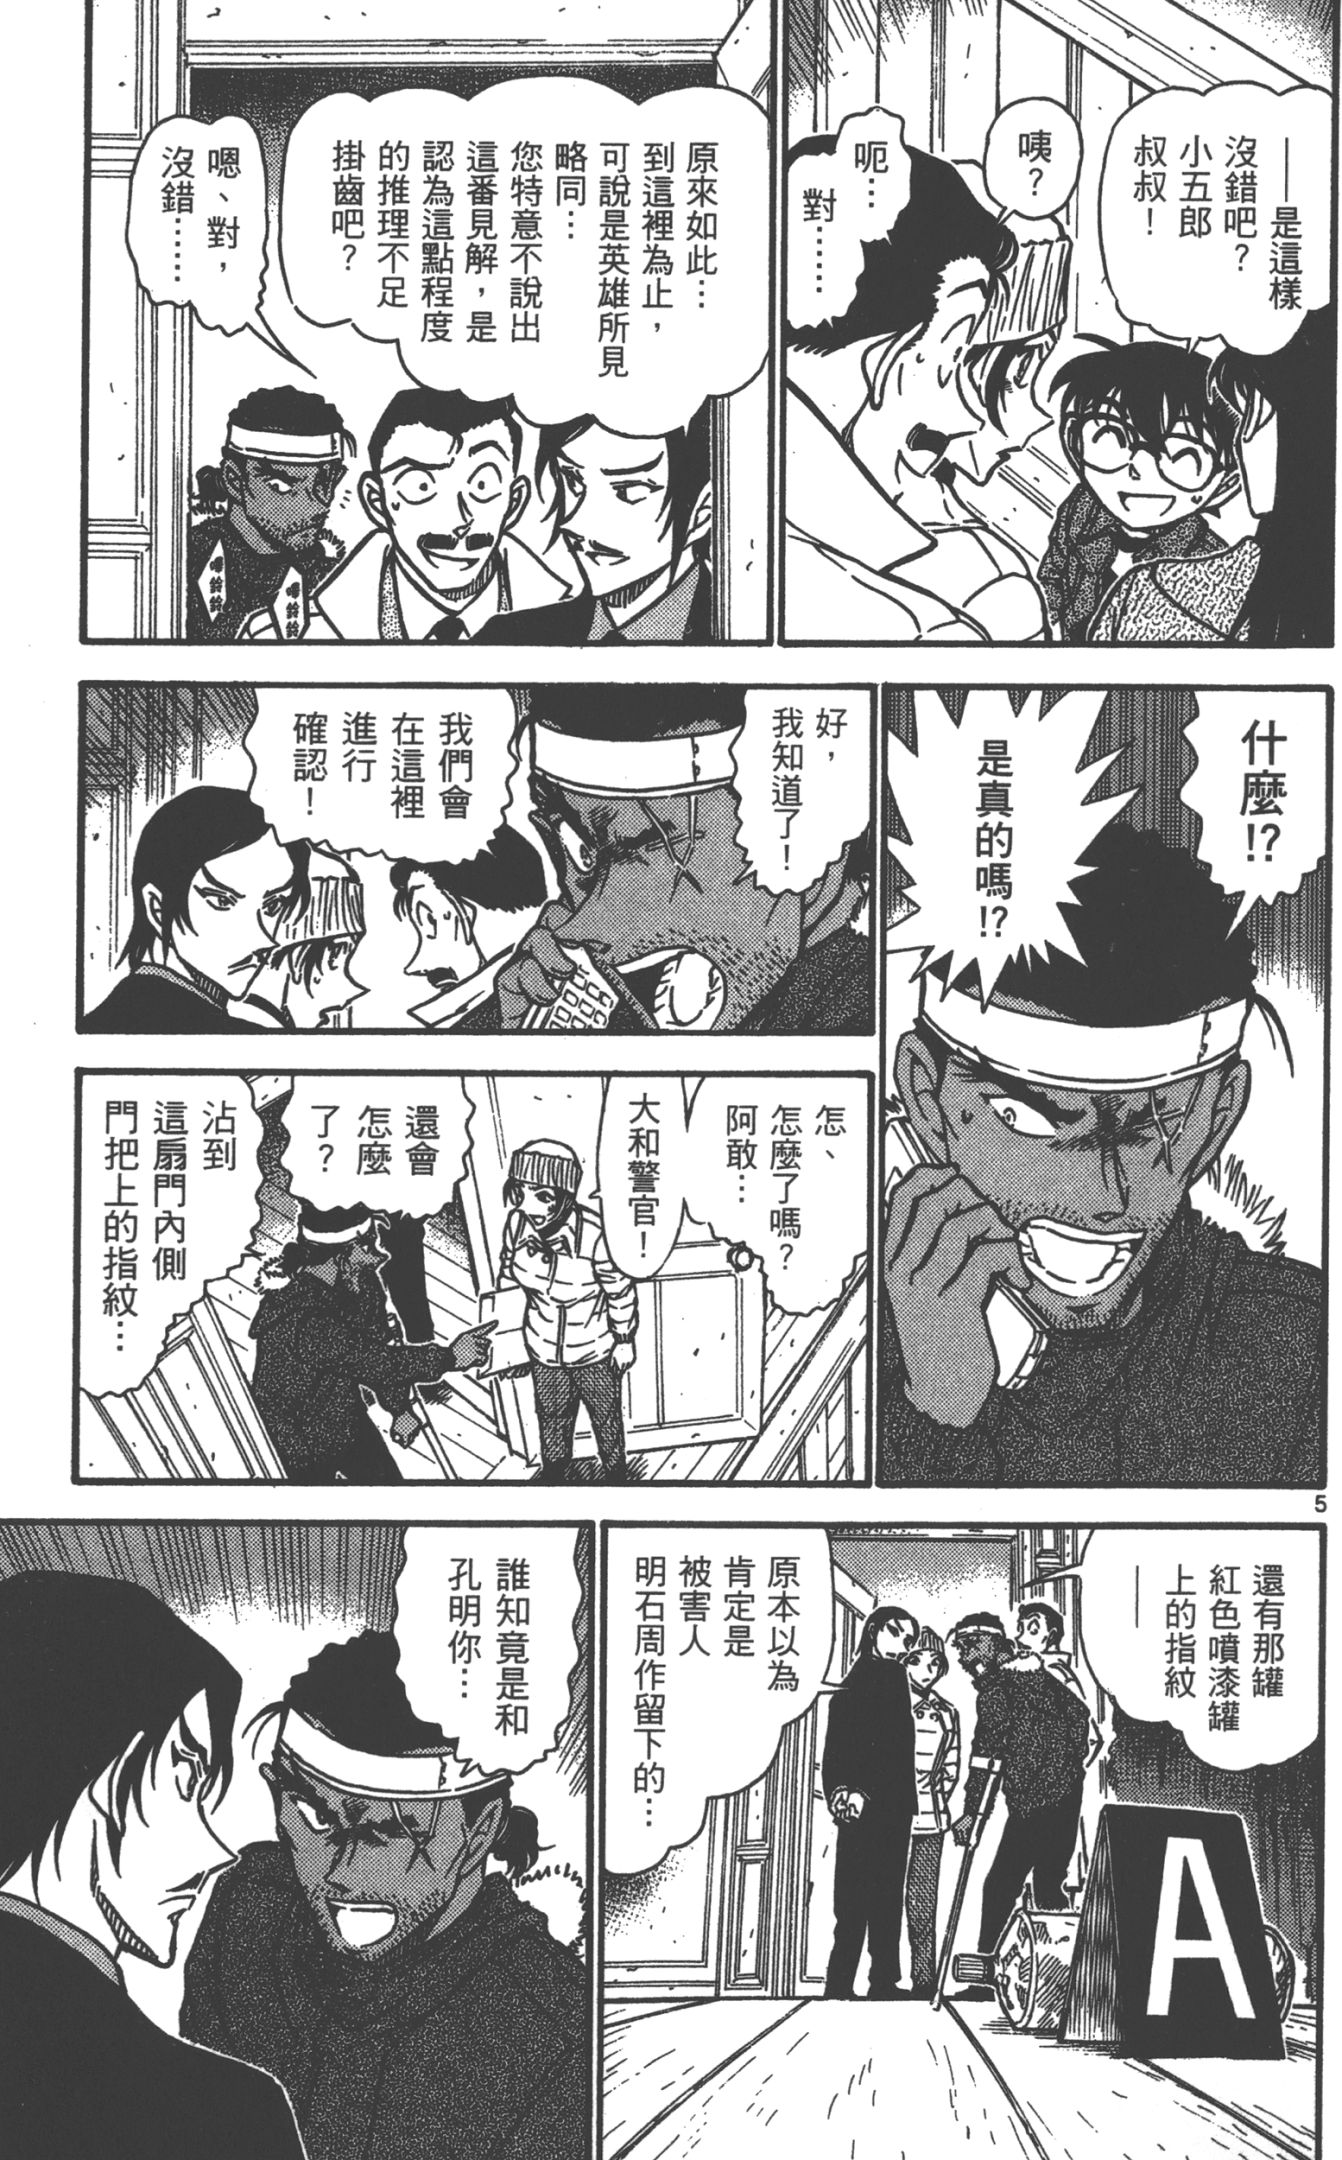 ──是這樣
沒錯吧?
小五郎
叔叔!
咦?
呃…
對……
原來如此…
到這裡為止,
可說是英雄所見
略同…
您特意不說出
這番見解,是
認為這點程度
的推理不足
掛齒吧?
嗯、對,
沒錯……
嗶鈴鈴
嗶鈴鈴
什麼!?
是真的嗎!?
好,
我知道了!
我們會
在這裡
進行
確認!
怎、
怎麼了嗎?
阿敢…
大和警官!
還會
怎麼
了?
沾到
這扇門內側
門把上的指紋…
5
還有那罐
紅色噴漆罐
上的指紋
──
原本以為
肯定是
被害人
明石周作留下的…
A
誰知竟是和
孔明你…